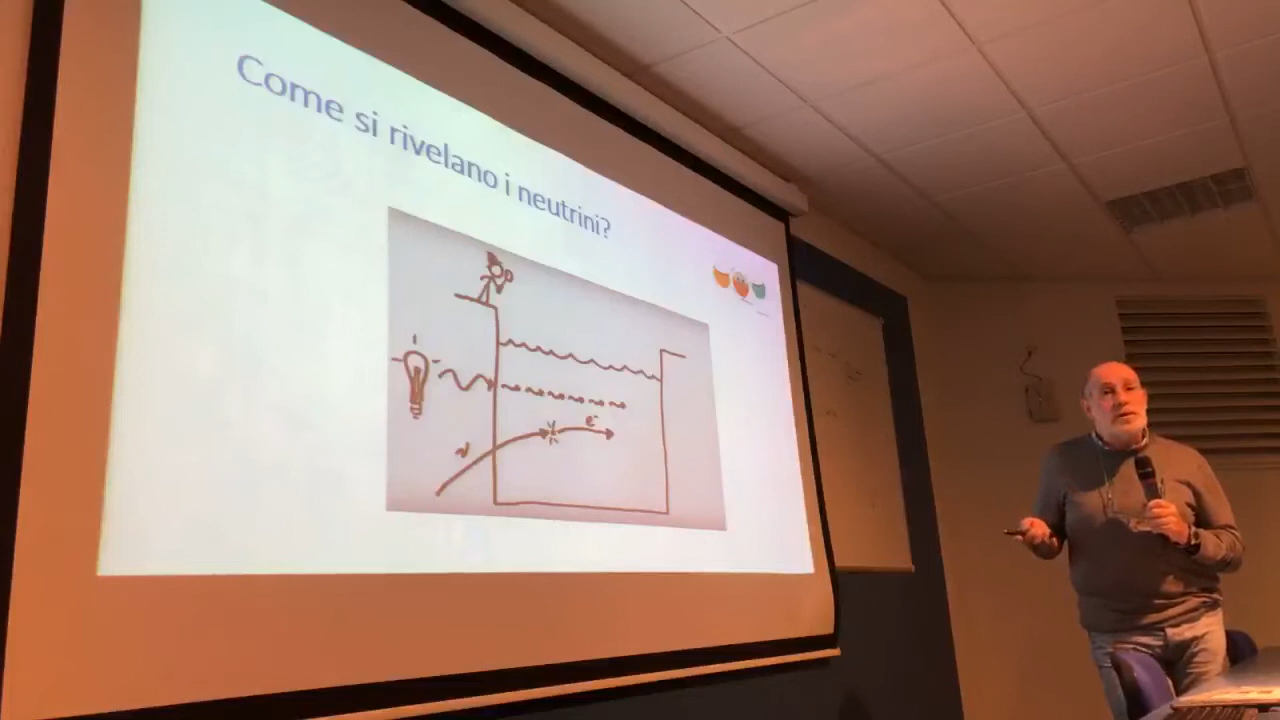 Come si rivelano i neutrini?
ν
e⁻